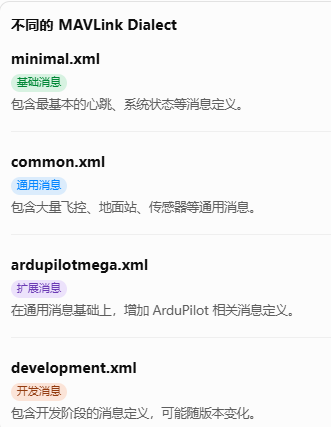 不同的 MAVLink Dialect
minimal.xml
基础消息
包含最基本的心跳、系统状态等消息定义。
common.xml
通用消息
包含大量飞控、地面站、传感器等通用消息。
ardupilotmega.xml
扩展消息
在通用消息基础上，增加 ArduPilot 相关消息定义。
development.xml
开发消息
包含开发阶段的消息定义，可能随版本变化。